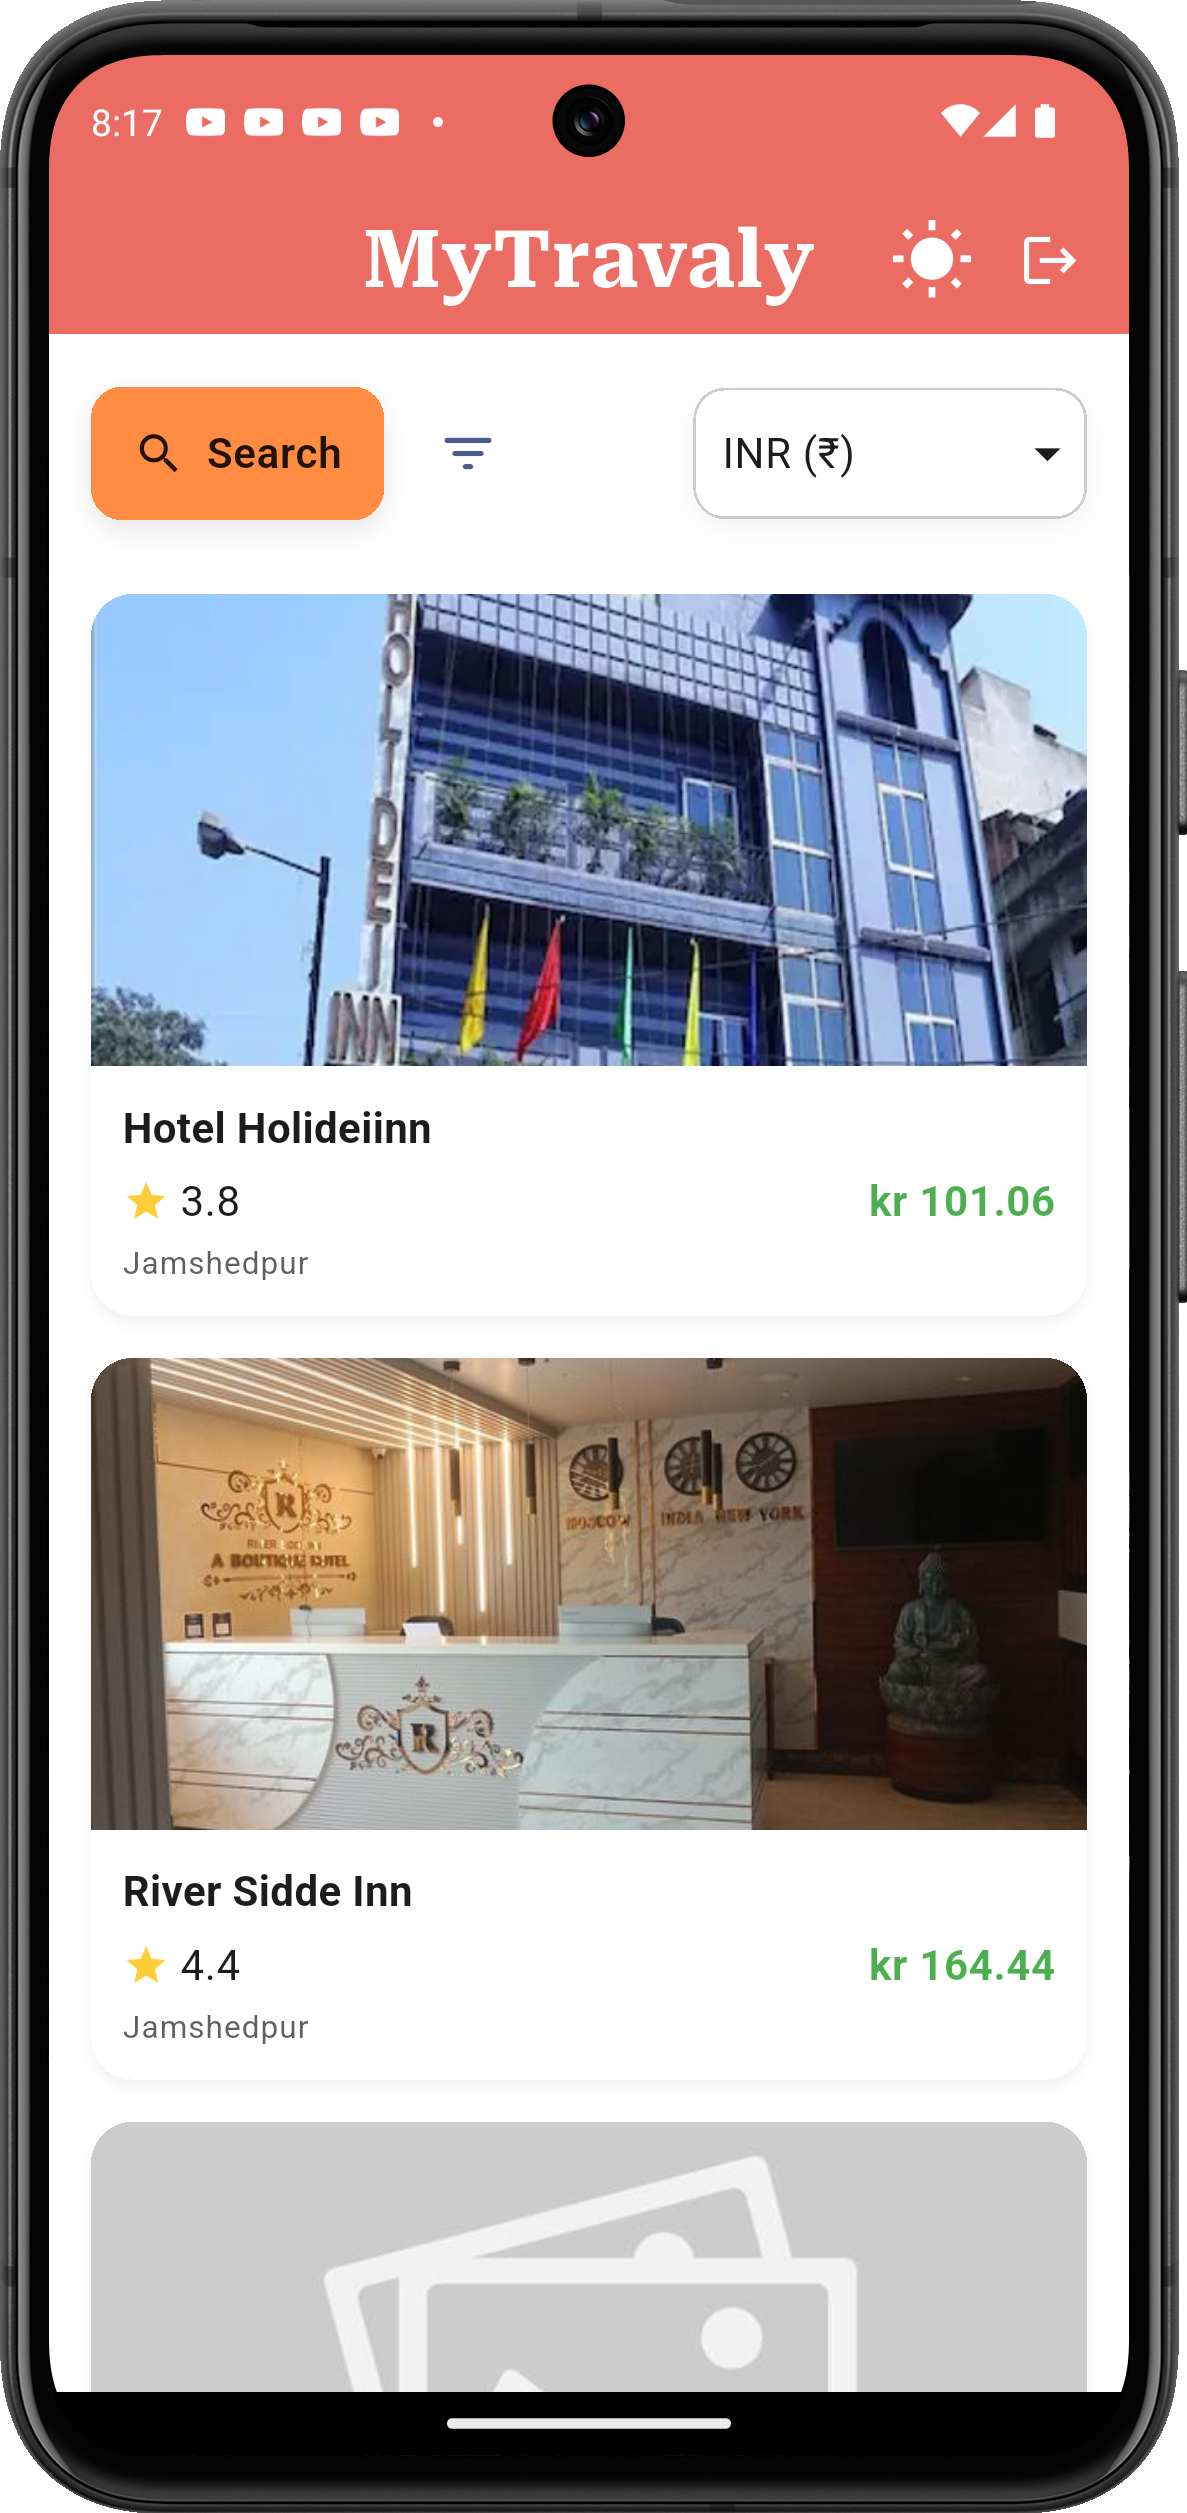 8:17
MyTravaly
Search
INR (₹)
HOLIDEI
INN
Hotel Holideiinn
3.8
kr 101.06
Jamshedpur
R
A BOUTIQUE HOTEL
MOSCOW
INDIA
NEW YORK
R
River Sidde Inn
4.4
kr 164.44
Jamshedpur